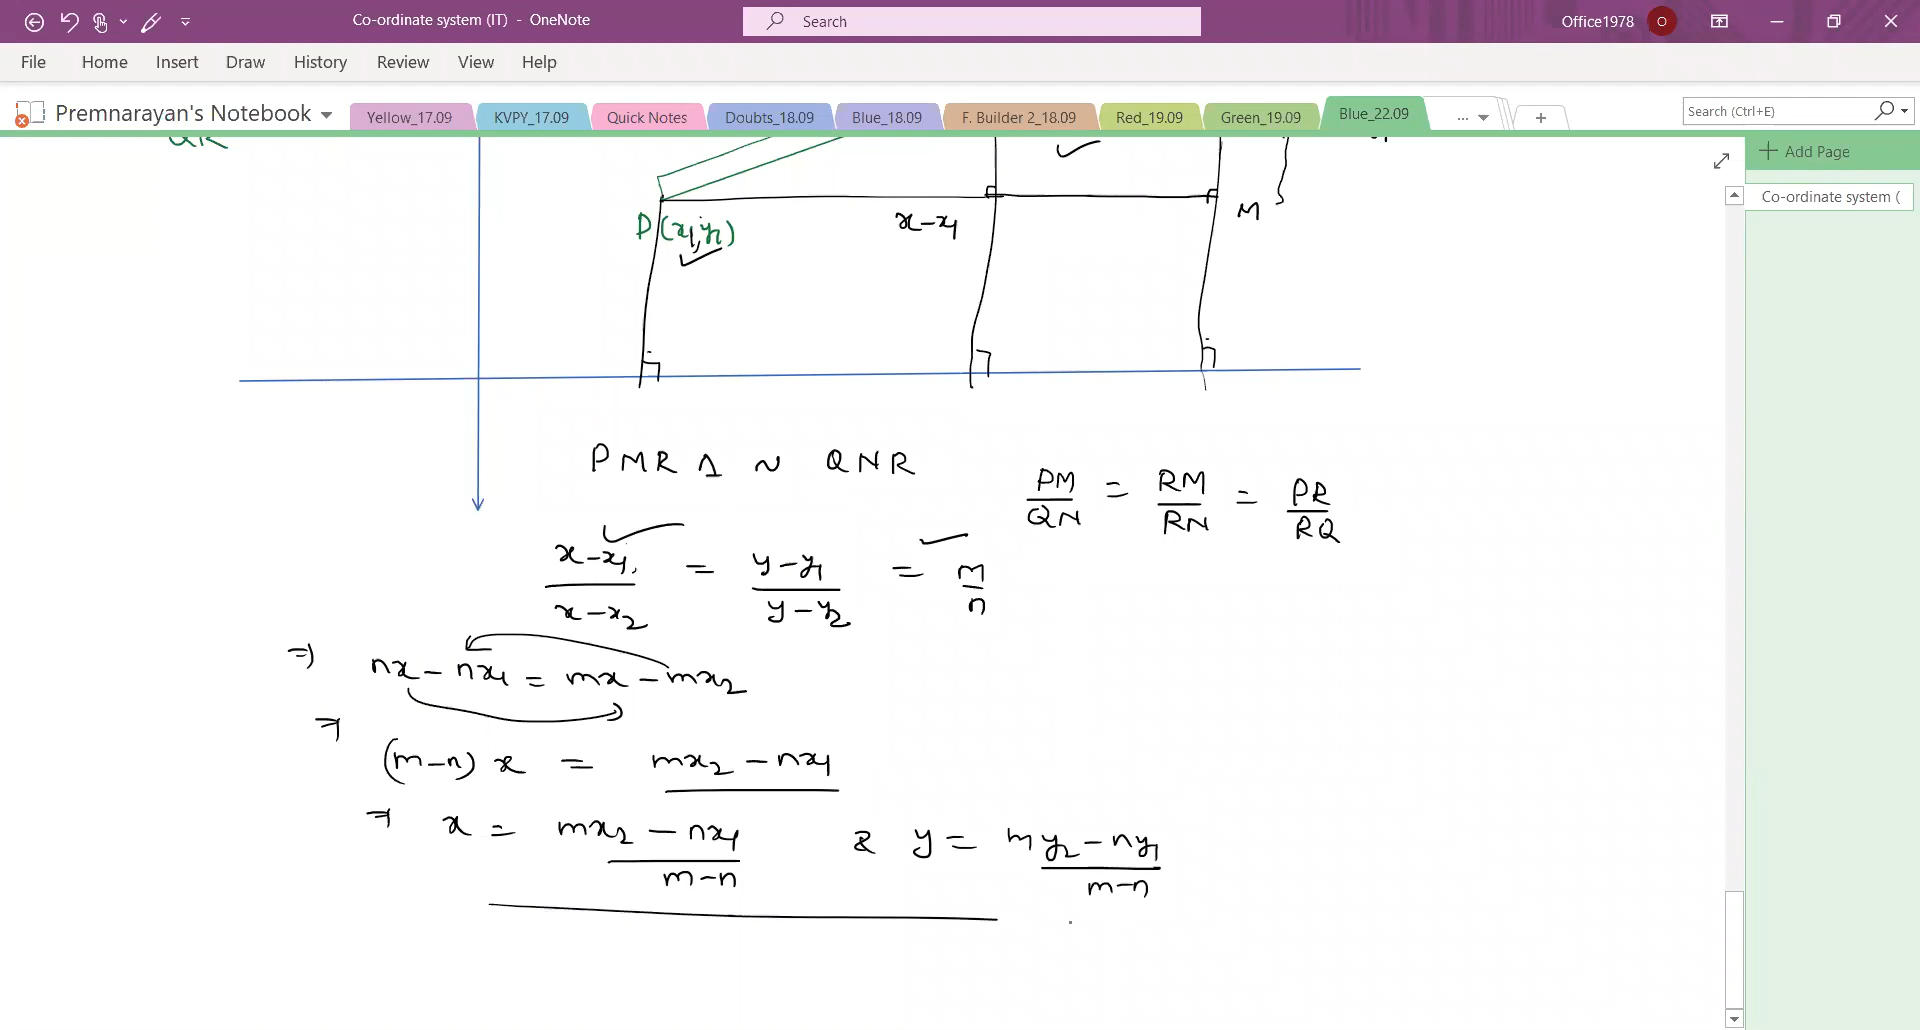 Co-ordinate system (IT) - OneNote
Search
Office1978
O
File Home Insert Draw History Review View Help
Premnarayan's Notebook
Yellow_17.09
KVPY_17.09
Quick Notes
Doubts_18.09
Blue_18.09
F. Builder 2_18.09
Red_19.09
Green_19.09
Blue_22.09
...
Search (Ctrl+E)
Add Page
Co-ordinate system (
QR
P(x₁,y₁)
x-x₁
M
PMR Δ ~ QNR
PM/QN = RM/RN = PR/RQ
x-x₁/x-x₂ = y-y₁/y-y₂ = m/n
⇒ nx - nx₁ = mx - mx₂
⇒ (m-n) x = mx₂ - nx₁
⇒ x = mx₂ - nx₁/m-n & y = my₂ - ny₁/m-n